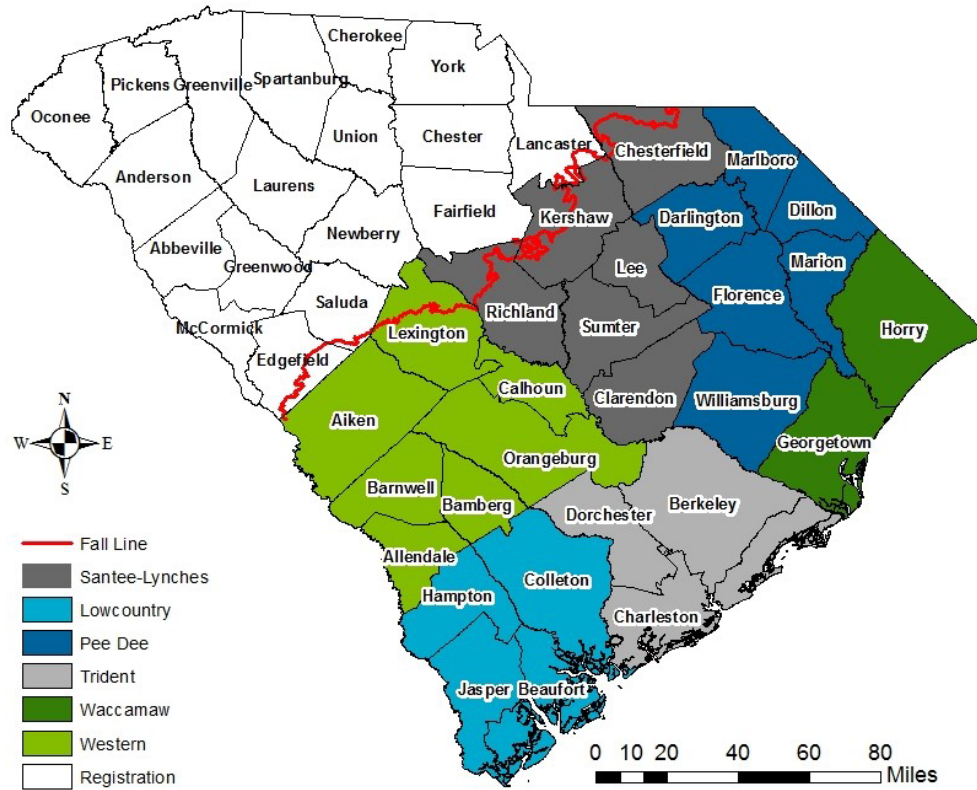 Cherokee
York
Pickens
Greenville
Spartanburg
Oconee
Union
Chester
Lancaster
Chesterfield
Marlboro
Anderson
Laurens
Fairfield
Kershaw
Darlington
Dillon
Newberry
Abbeville
Greenwood
Lee
Marion
Saluda
Florence
Richland
Sumter
McCormick
Lexington
Horry
Edgefield
Calhoun
Clarendon
Williamsburg
Aiken
Georgetown
Orangeburg
Barnwell
Bamberg
Berkeley
Dorchester
Allendale
Colleton
Hampton
Charleston
Jasper
Beaufort
N
W
E
S
Fall Line
Santee-Lynches
Lowcountry
Pee Dee
Trident
Waccamaw
Western
Registration
0 10 20 40 60 80
Miles